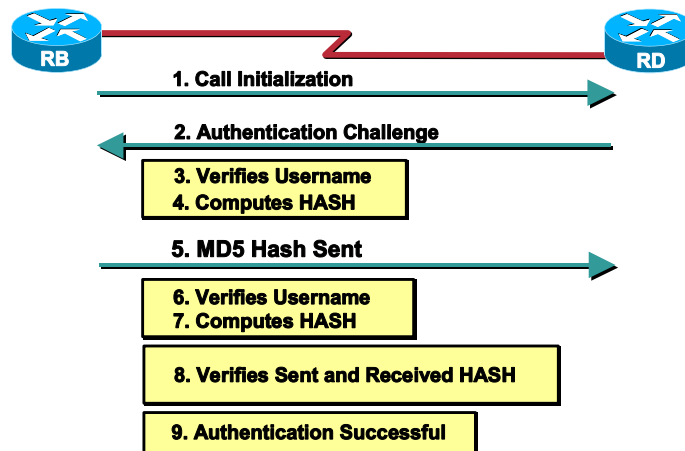 RB
RD
1. Call Initialization
2. Authentication Challenge
3. Verifies Username
4. Computes HASH
5. MD5 Hash Sent
6. Verifies Username
7. Computes HASH
8. Verifies Sent and Received HASH
9. Authentication Successful